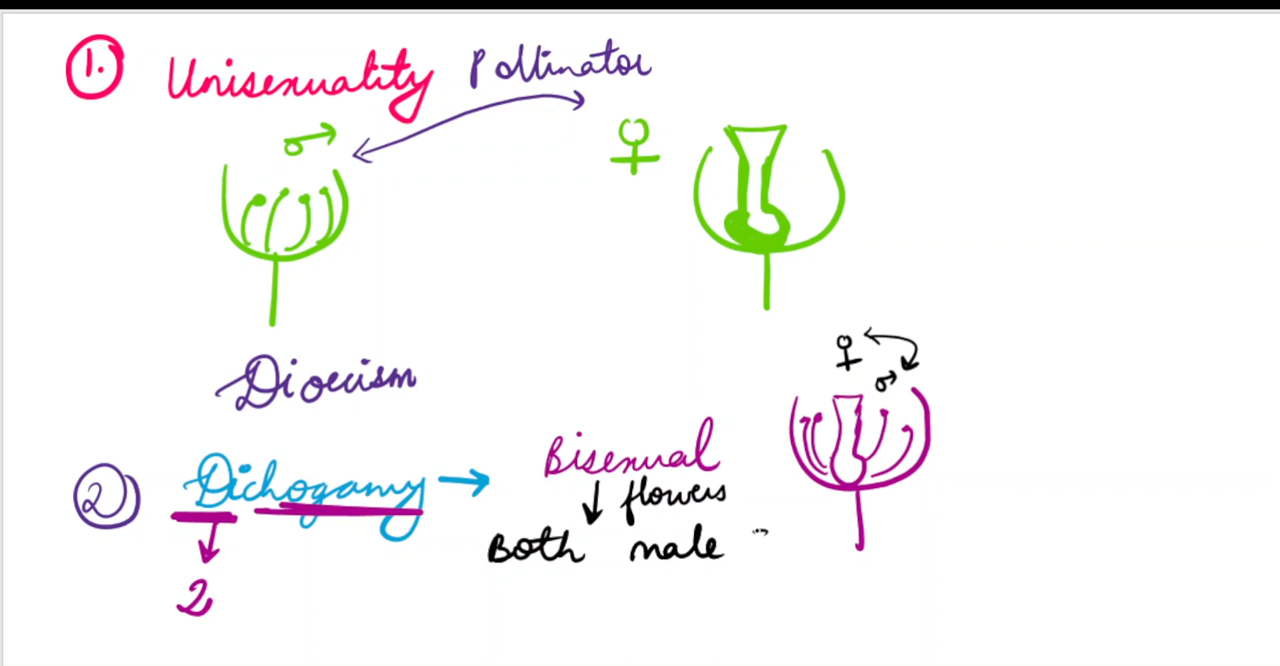 1. Unisexuality Pollinator
♂
♀
Dioecism
♀
♂
2 Dichogamy → Bisexual
↓ flowers
Both male
2